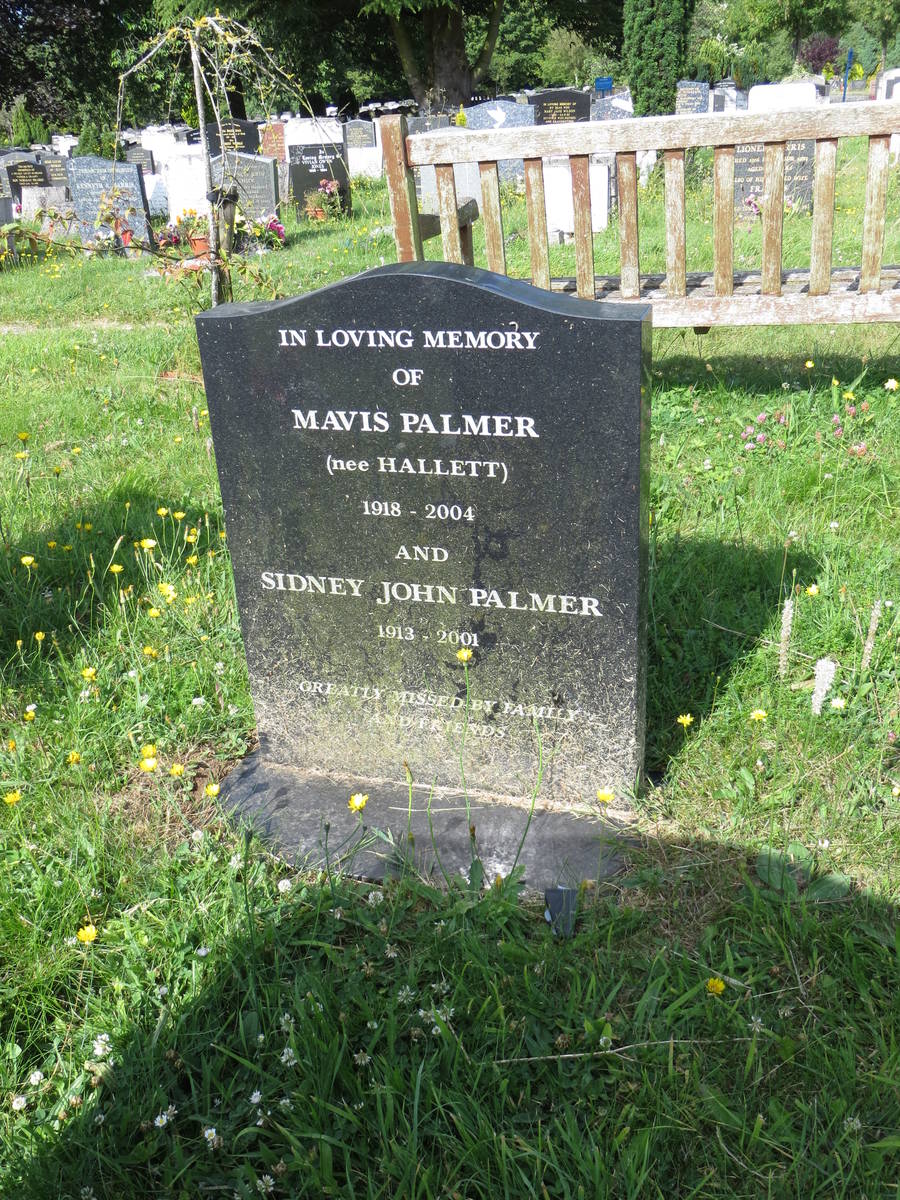 IN LOVING MEMORY
OF
MAVIS PALMER
(nee HALLETT)
1918 - 2004
AND
SIDNEY JOHN PALMER
1913 - 2001
GREATLY MISSED BY FAMILY
AND FRIENDS